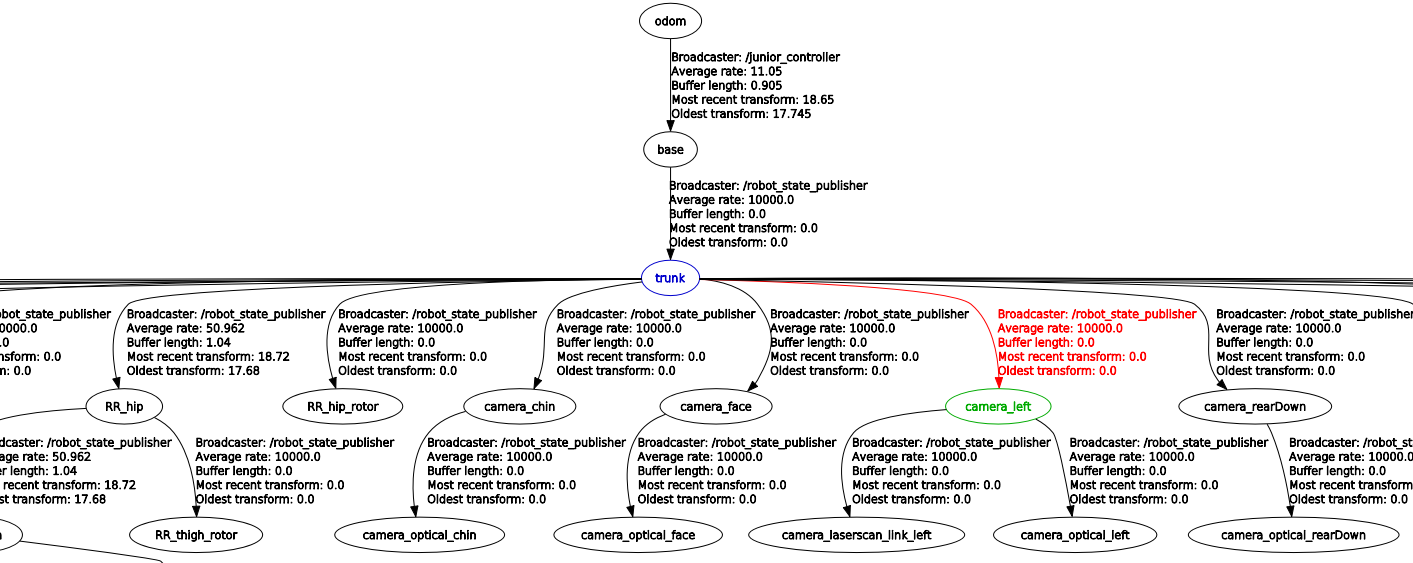 odom
Broadcaster: /junior_controller
Average rate: 11.05
Buffer length: 0.905
Most recent transform: 18.65
Oldest transform: 17.745
base
Broadcaster: /robot_state_publisher
Average rate: 10000.0
Buffer length: 0.0
Most recent transform: 0.0
Oldest transform: 0.0
trunk
obot_state_publisher
0000.0
.0
nsform: 0.0
m: 0.0
Broadcaster: /robot_state_publisher
Average rate: 50.962
Buffer length: 1.04
Most recent transform: 18.72
Oldest transform: 17.68
Broadcaster: /robot_state_publisher
Average rate: 10000.0
Buffer length: 0.0
Most recent transform: 0.0
Oldest transform: 0.0
Broadcaster: /robot_state_publisher
Average rate: 10000.0
Buffer length: 0.0
Most recent transform: 0.0
Oldest transform: 0.0
Broadcaster: /robot_state_publisher
Average rate: 10000.0
Buffer length: 0.0
Most recent transform: 0.0
Oldest transform: 0.0
Broadcaster: /robot_state_publisher
Average rate: 10000.0
Buffer length: 0.0
Most recent transform: 0.0
Oldest transform: 0.0
Broadcaster: /robot_state_publisher
Average rate: 10000.0
Buffer length: 0.0
Most recent transform: 0.0
Oldest transform: 0.0
RR_hip
RR_hip_rotor
camera_chin
camera_face
camera_left
camera_rearDown
dcaster: /robot_state_publisher
age rate: 50.962
er length: 1.04
recent transform: 18.72
st transform: 17.68
Broadcaster: /robot_state_publisher
Average rate: 10000.0
Buffer length: 0.0
Most recent transform: 0.0
Oldest transform: 0.0
Broadcaster: /robot_state_publisher
Average rate: 10000.0
Buffer length: 0.0
Most recent transform: 0.0
Oldest transform: 0.0
Broadcaster: /robot_state_publisher
Average rate: 10000.0
Buffer length: 0.0
Most recent transform: 0.0
Oldest transform: 0.0
Broadcaster: /robot_state_publisher
Average rate: 10000.0
Buffer length: 0.0
Most recent transform: 0.0
Oldest transform: 0.0
Broadcaster: /robot_state_publisher
Average rate: 10000.0
Buffer length: 0.0
Most recent transform: 0.0
Oldest transform: 0.0
Broadcaster: /robot_st
Average rate: 10000.0
Buffer length: 0.0
Most recent transform
Oldest transform: 0.0
RR_thigh_rotor
camera_optical_chin
camera_optical_face
camera_laserscan_link_left
camera_optical_left
camera_optical_rearDown